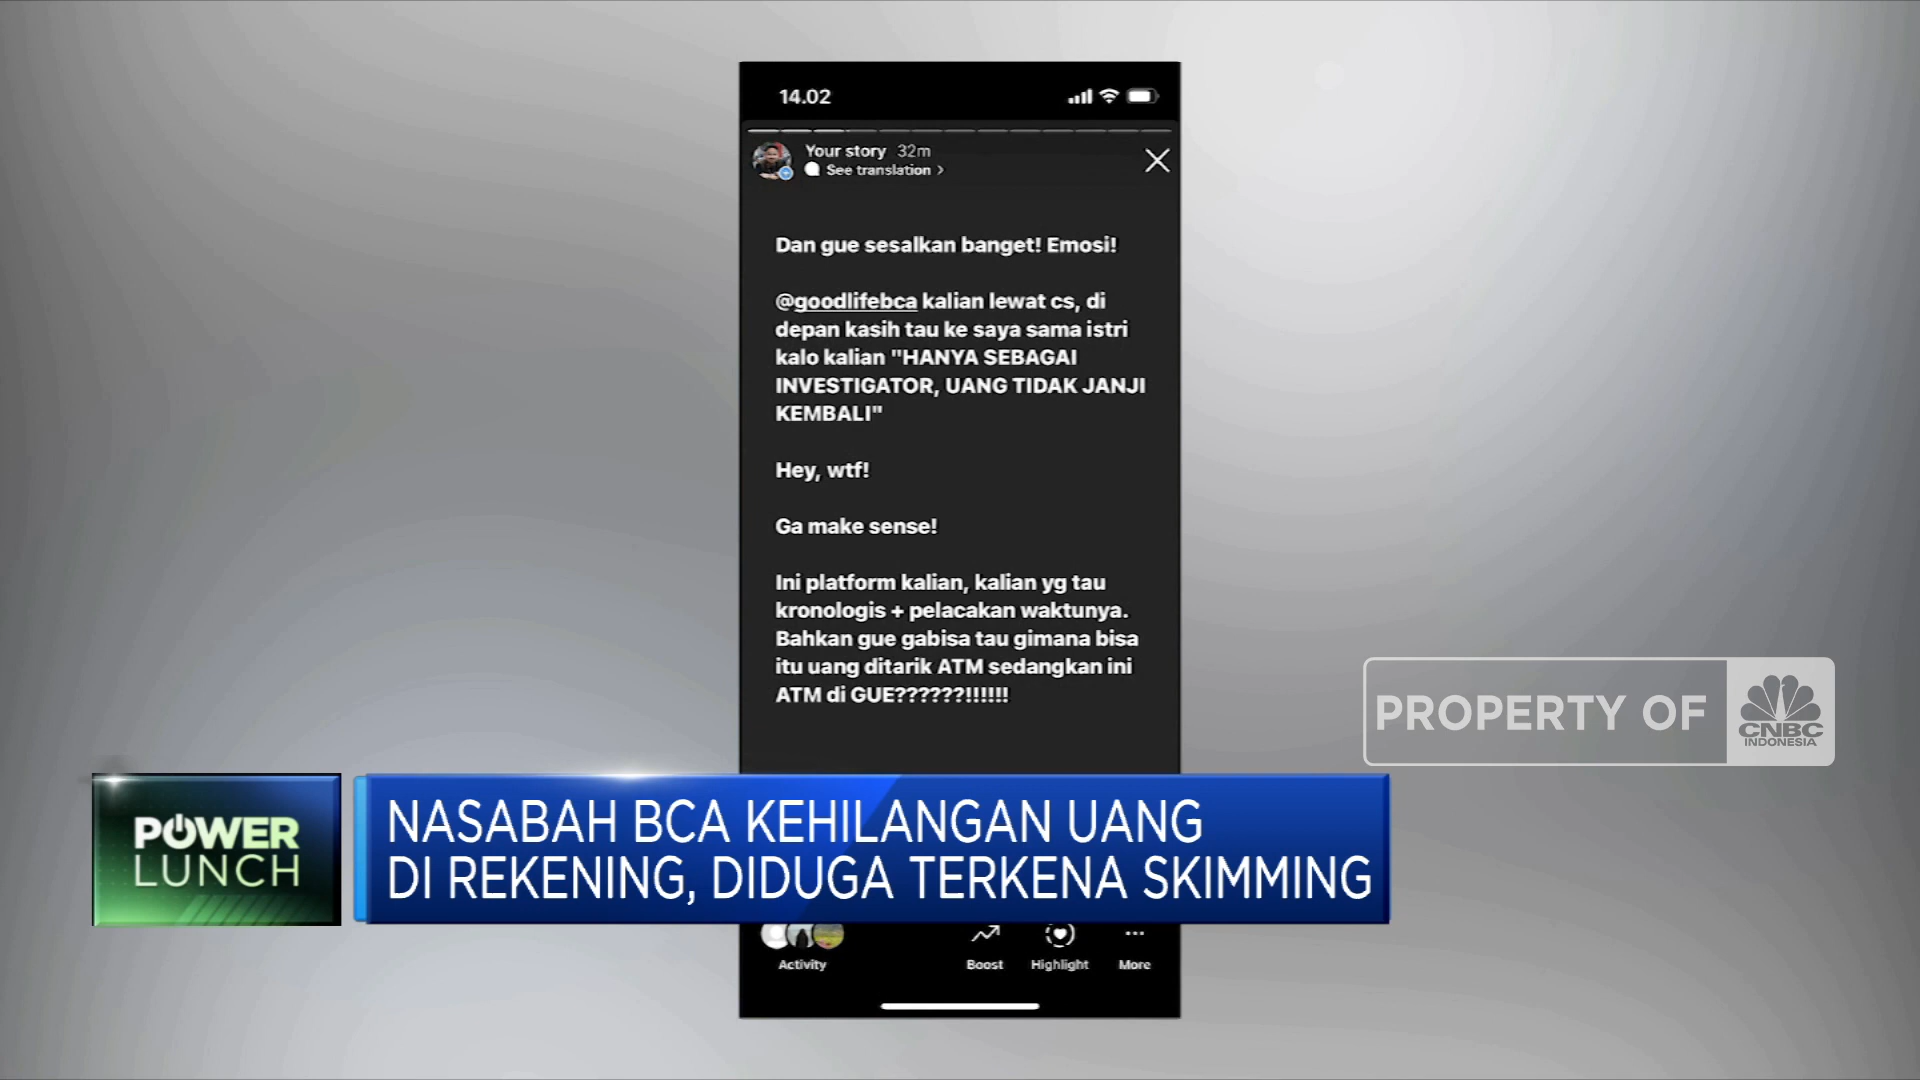 14.02
Your story 32m
See translation >
Dan gue sesalkan banget! Emosi!
@goodlifebca kalian lewat cs, di
depan kasih tau ke saya sama istri
kalo kalian "HANYA SEBAGAI
INVESTIGATOR, UANG TIDAK JANJI
KEMBALI"
Hey, wtf!
Ga make sense!
Ini platform kalian, kalian yg tau
kronologis + pelacakan waktunya.
Bahkan gue gabisa tau gimana bisa
itu uang ditarik ATM sedangkan ini
ATM di GUE??????!!!!!!
PROPERTY OF
CNBC
INDONESIA
POWER
LUNCH
NASABAH BCA KEHILANGAN UANG
DI REKENING, DIDUGA TERKENA SKIMMING
Activity
Boost
Highlight
More